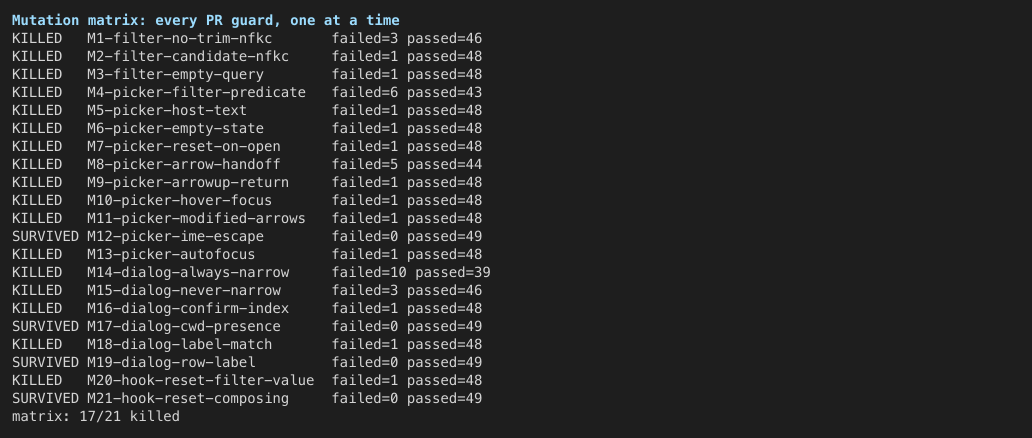 Mutation matrix: every PR guard, one at a time
KILLED   M1-filter-no-trim-nfkc       failed=3 passed=46
KILLED   M2-filter-candidate-nfkc     failed=1 passed=48
KILLED   M3-filter-empty-query        failed=1 passed=48
KILLED   M4-picker-filter-predicate   failed=6 passed=43
KILLED   M5-picker-host-text          failed=1 passed=48
KILLED   M6-picker-empty-state        failed=1 passed=48
KILLED   M7-picker-reset-on-open      failed=1 passed=48
KILLED   M8-picker-arrow-handoff      failed=5 passed=44
KILLED   M9-picker-arrowup-return     failed=1 passed=48
KILLED   M10-picker-hover-focus       failed=1 passed=48
KILLED   M11-picker-modified-arrows   failed=1 passed=48
SURVIVED M12-picker-ime-escape        failed=0 passed=49
KILLED   M13-picker-autofocus         failed=1 passed=48
KILLED   M14-dialog-always-narrow     failed=10 passed=39
KILLED   M15-dialog-never-narrow      failed=3 passed=46
KILLED   M16-dialog-confirm-index     failed=1 passed=48
SURVIVED M17-dialog-cwd-presence      failed=0 passed=49
KILLED   M18-dialog-label-match       failed=1 passed=48
SURVIVED M19-dialog-row-label         failed=0 passed=49
KILLED   M20-hook-reset-filter-value  failed=1 passed=48
SURVIVED M21-hook-reset-composing     failed=0 passed=49
matrix: 17/21 killed